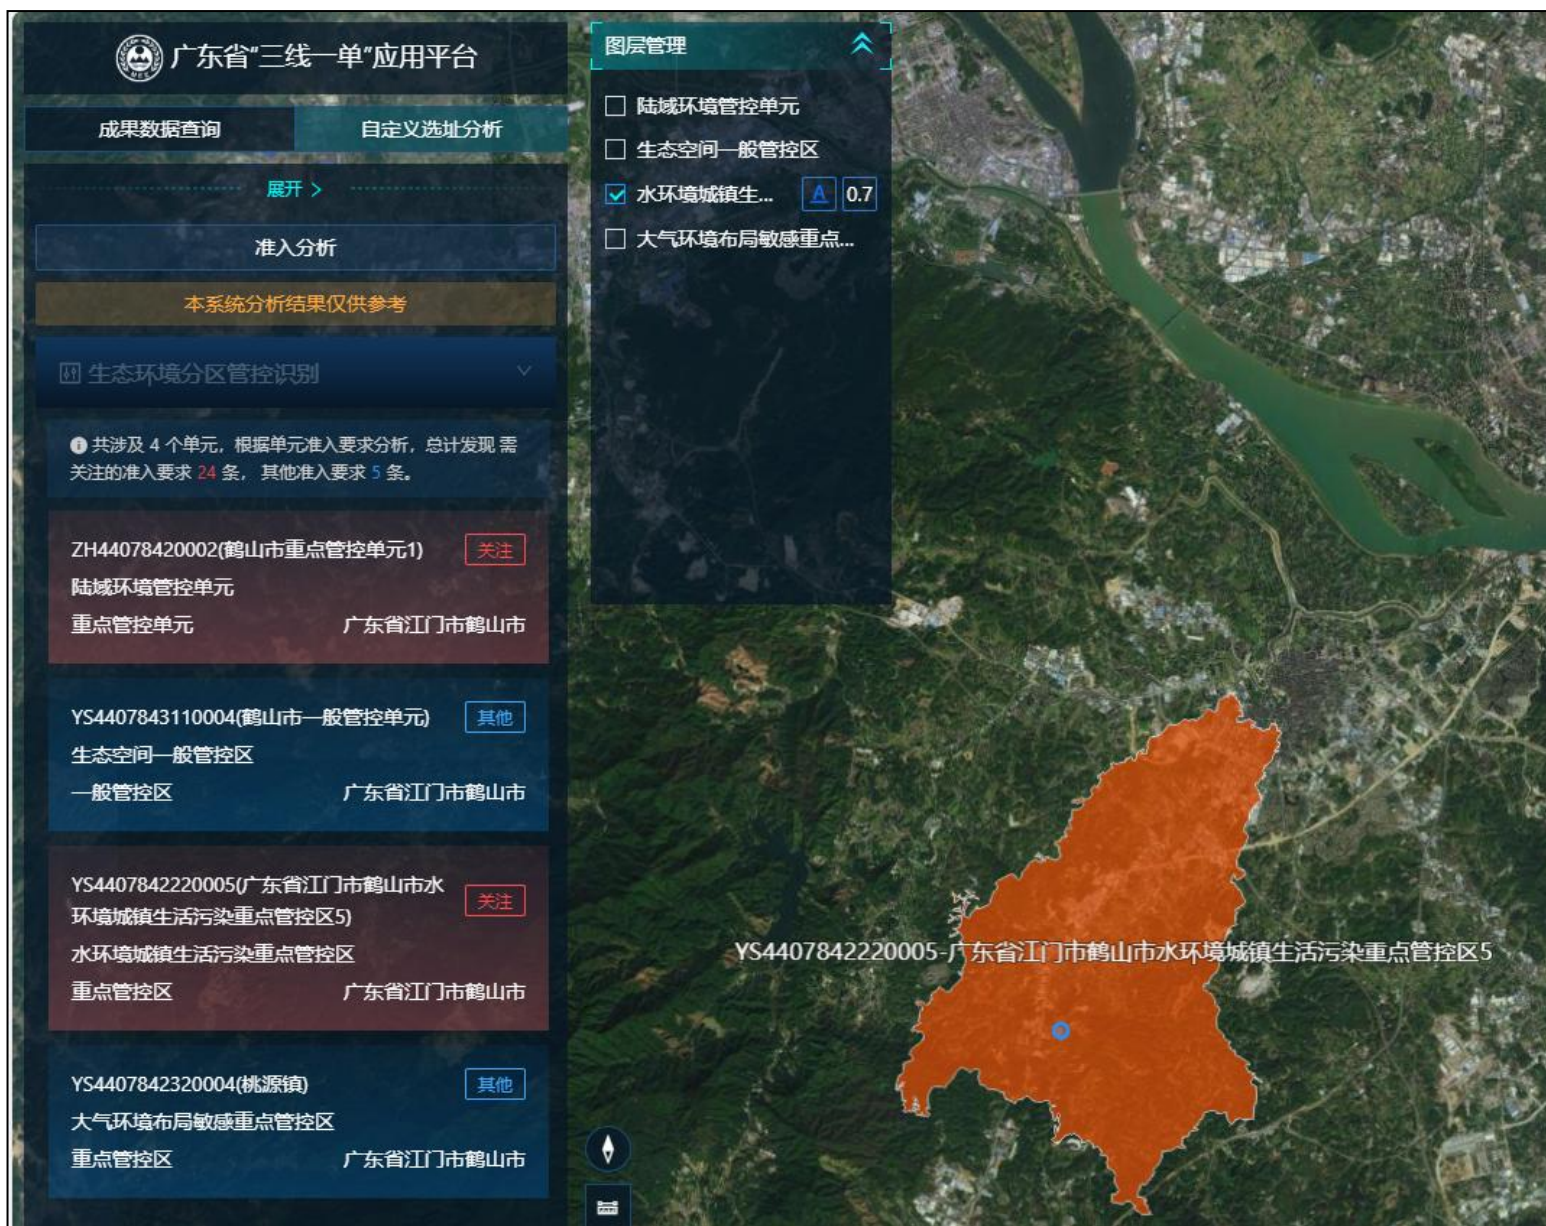 广东省"三线一单"应用平台
成果数据查询
自定义选址分析
展开 >
准入分析
本系统分析结果仅供参考
生态环境分区管控识别
共涉及 4 个单元，根据单元准入要求分析，总计发现 需
关注的准入要求 24 条， 其他准入要求 5 条。
ZH44078420002(鹤山市重点管控单元1)
关注
陆域环境管控单元
重点管控单元 广东省江门市鹤山市
YS4407843110004(鹤山市一般管控单元)
其他
生态空间一般管控区
一般管控区 广东省江门市鹤山市
YS4407842220005(广东省江门市鹤山市水
环境城镇生活污染重点管控区5)
关注
水环境城镇生活污染重点管控区
重点管控区 广东省江门市鹤山市
YS4407842320004(桃源镇)
其他
大气环境布局敏感重点管控区
重点管控区 广东省江门市鹤山市
图层管理
陆域环境管控单元
生态空间一般管控区
水环境城镇生... A 0.7
大气环境布局敏感重点...
YS4407842220005-广东省江门市鹤山市水环境城镇生活污染重点管控区5